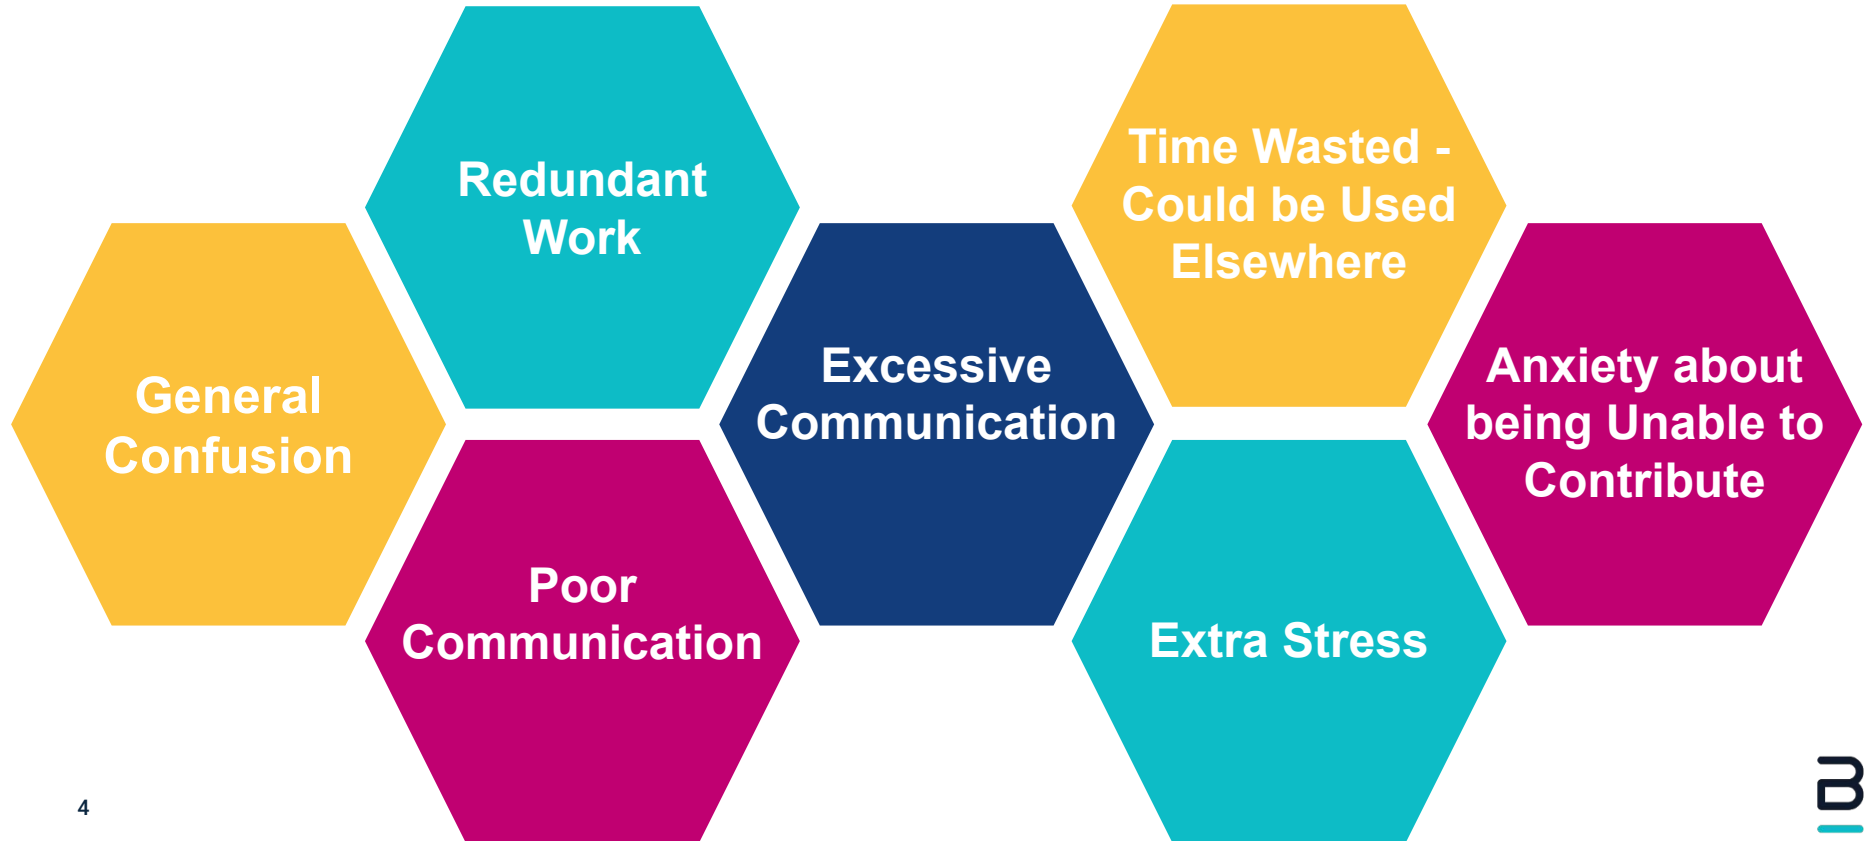 General
Confusion
Redundant
Work
Poor
Communication
Excessive
Communication
Time Wasted -
Could be Used
Elsewhere
Extra Stress
Anxiety about
being Unable to
Contribute
4
B